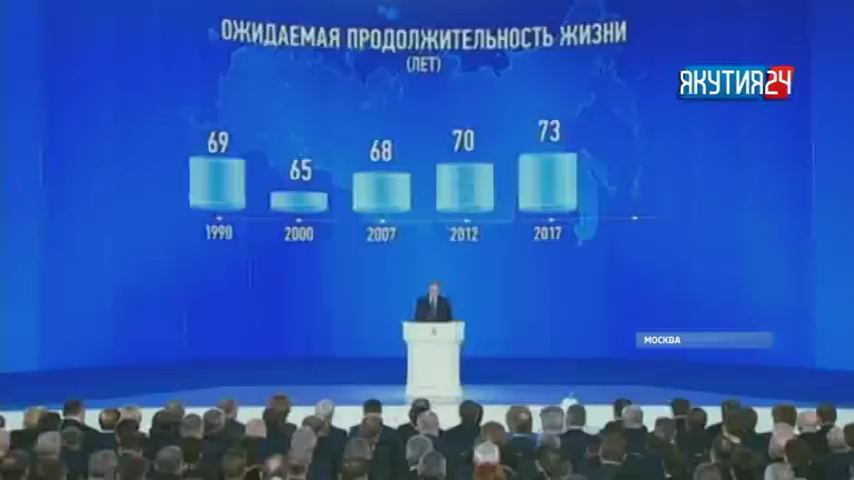 ОЖИДАЕМАЯ ПРОДОЛЖИТЕЛЬНОСТЬ ЖИЗНИ
(ЛЕТ)
ЯКУТИЯ24
69
65
68
70
73
1990
2000
2007
2012
2017
МОСКВА